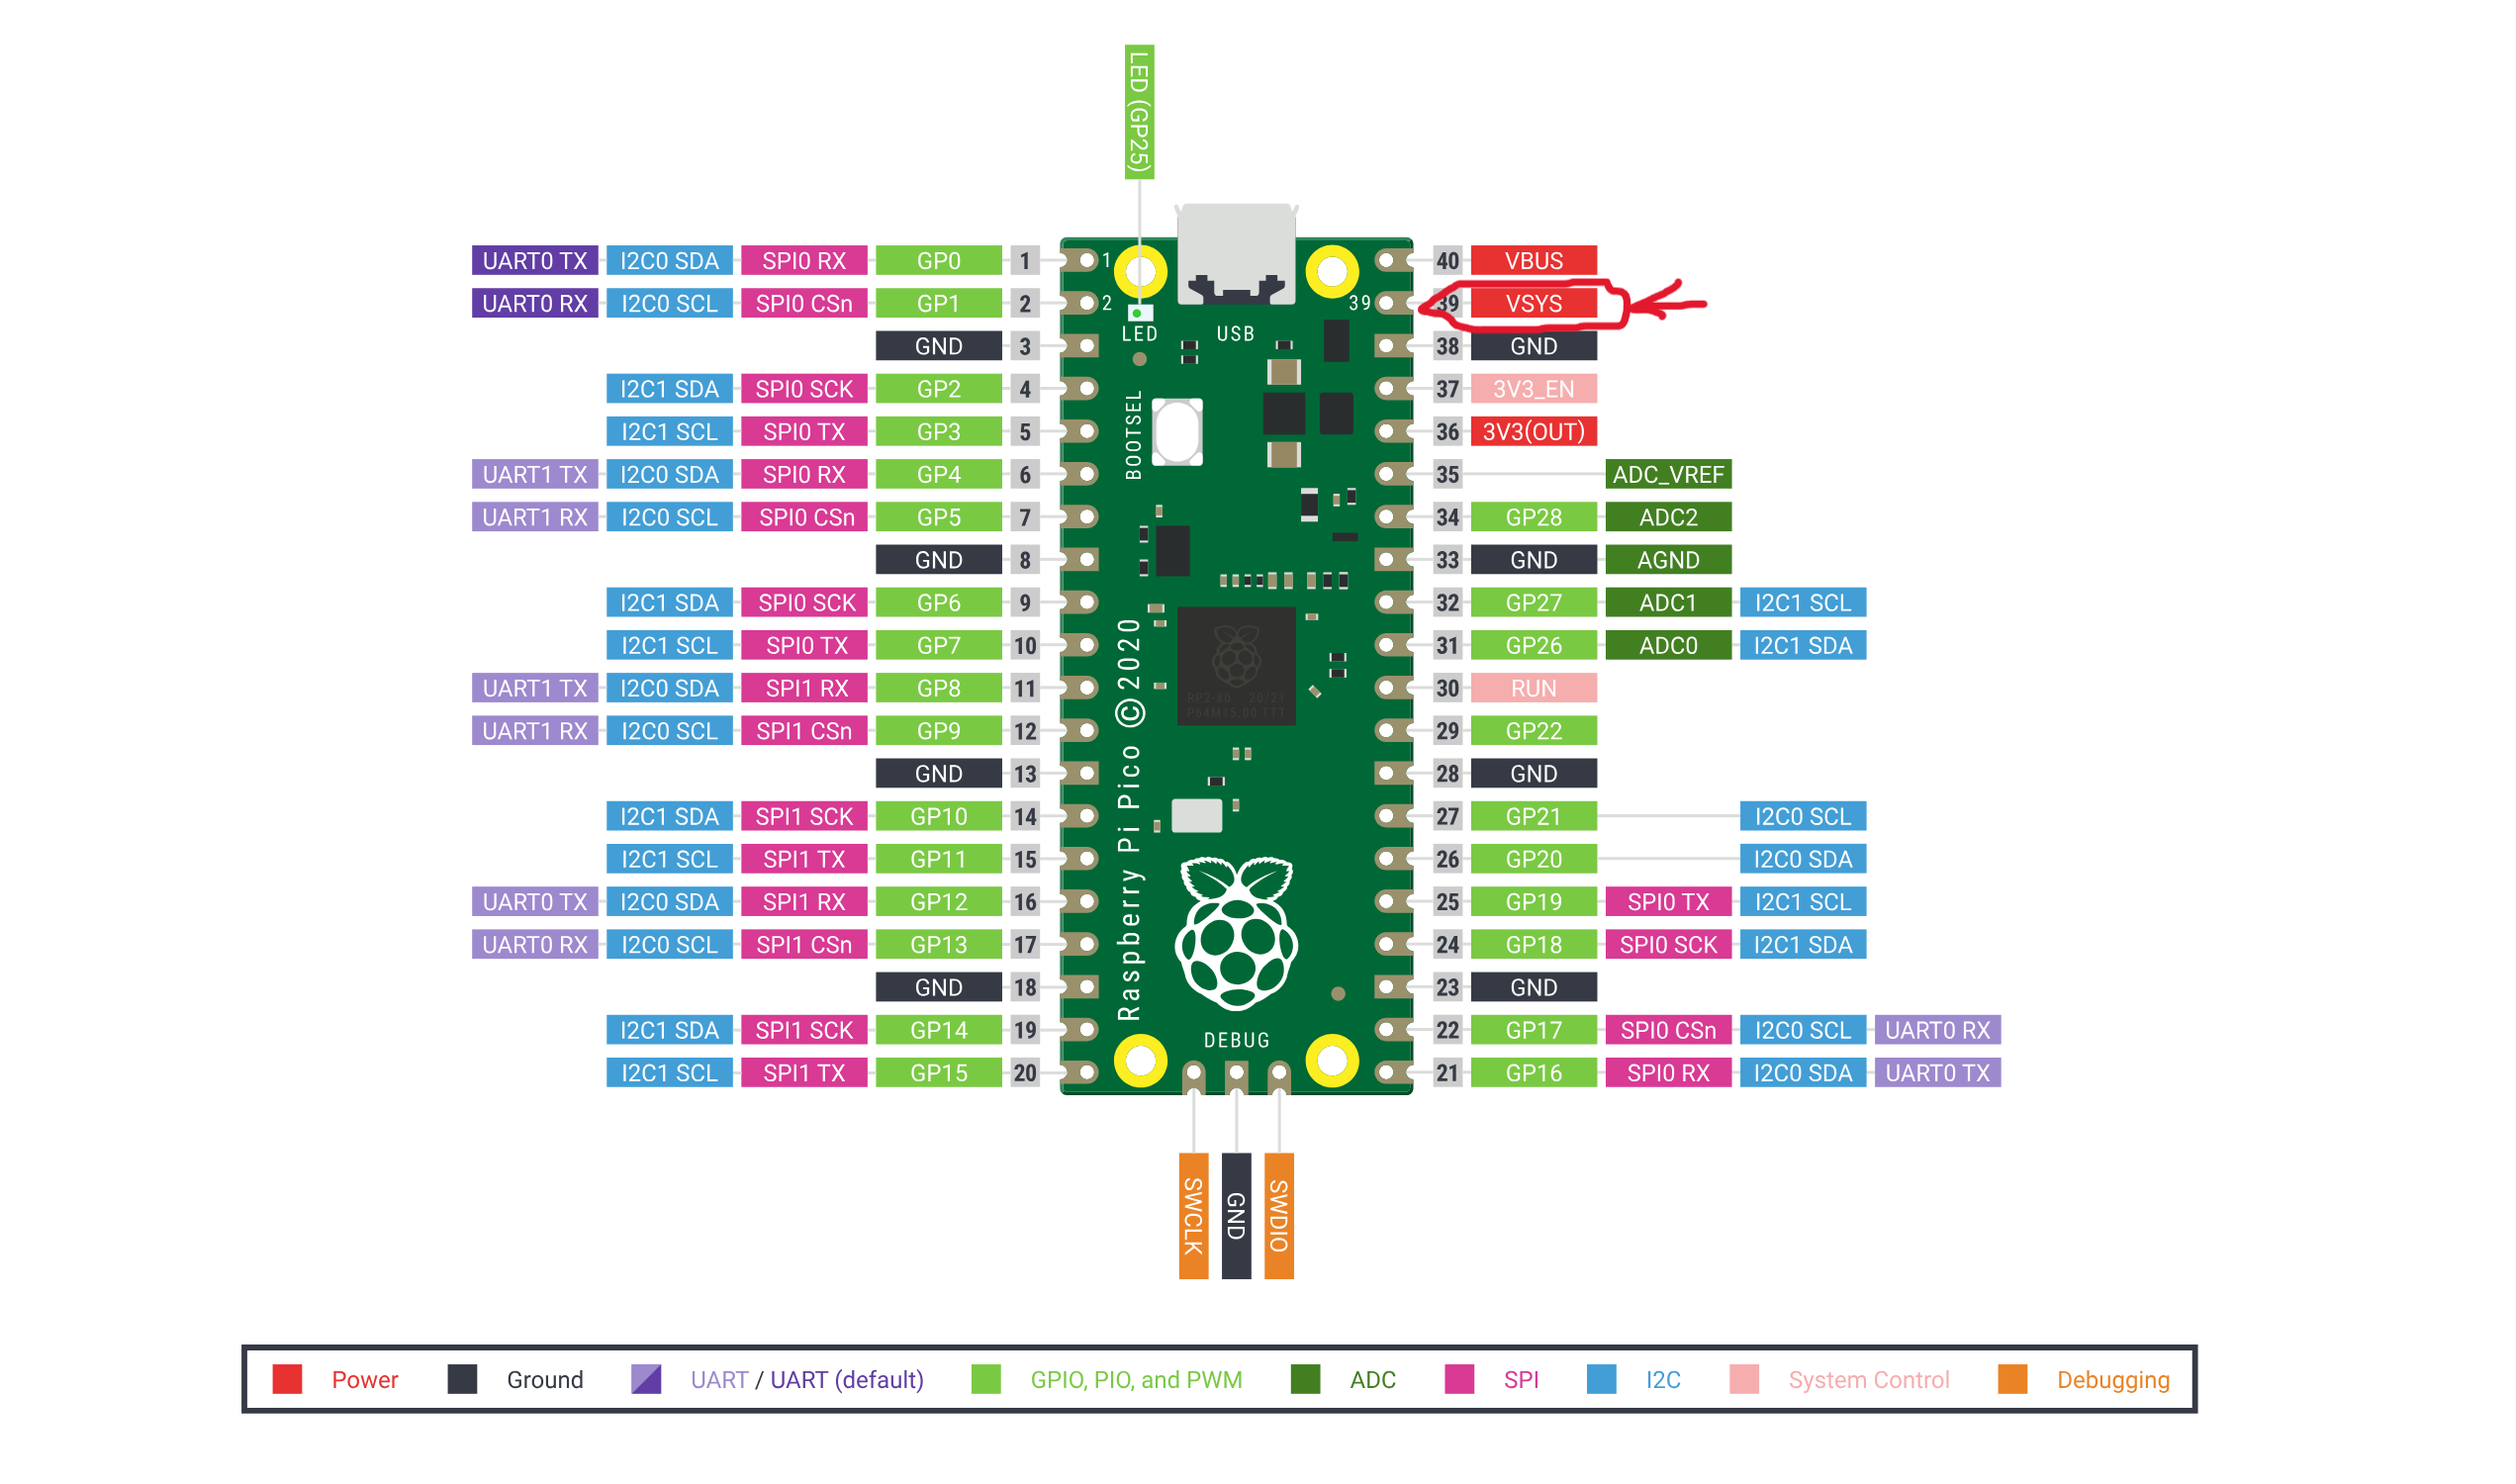 LED (GP25)
UART0 TX I2C0 SDA SPI0 RX GP0 1 1 40 VBUS
UART0 RX I2C0 SCL SPI0 CSn GP1 2 2 39 39 VSYS
LED USB
GND 3 38 GND
I2C1 SDA SPI0 SCK GP2 4 37 3V3_EN
I2C1 SCL SPI0 TX GP3 5 36 3V3(OUT)
BOOTSEL
UART1 TX I2C0 SDA SPI0 RX GP4 6 35 ADC_VREF
UART1 RX I2C0 SCL SPI0 CSn GP5 7 34 GP28 ADC2
GND 8 33 GND AGND
I2C1 SDA SPI0 SCK GP6 9 32 GP27 ADC1 I2C1 SCL
I2C1 SCL SPI0 TX GP7 10 31 GP26 ADC0 I2C1 SDA
UART1 TX I2C0 SDA SPI1 RX GP8 11 30 RUN
RP2-80 20/21
P64M15.00 TTT
UART1 RX I2C0 SCL SPI1 CSn GP9 12 29 GP22
GND 13 28 GND
I2C1 SDA SPI1 SCK GP10 14 27 GP21 I2C0 SCL
I2C1 SCL SPI1 TX GP11 15 26 GP20 I2C0 SDA
Raspberry Pi Pico ©2020
UART0 TX I2C0 SDA SPI1 RX GP12 16 25 GP19 SPI0 TX I2C1 SCL
UART0 RX I2C0 SCL SPI1 CSn GP13 17 24 GP18 SPI0 SCK I2C1 SDA
GND 18 23 GND
I2C1 SDA SPI1 SCK GP14 19 22 GP17 SPI0 CSn I2C0 SCL UART0 RX
DEBUG
I2C1 SCL SPI1 TX GP15 20 21 GP16 SPI0 RX I2C0 SDA UART0 TX
SWCLK GND SWDIO
Power Ground UART / UART (default) GPIO, PIO, and PWM ADC SPI I2C System Control Debugging